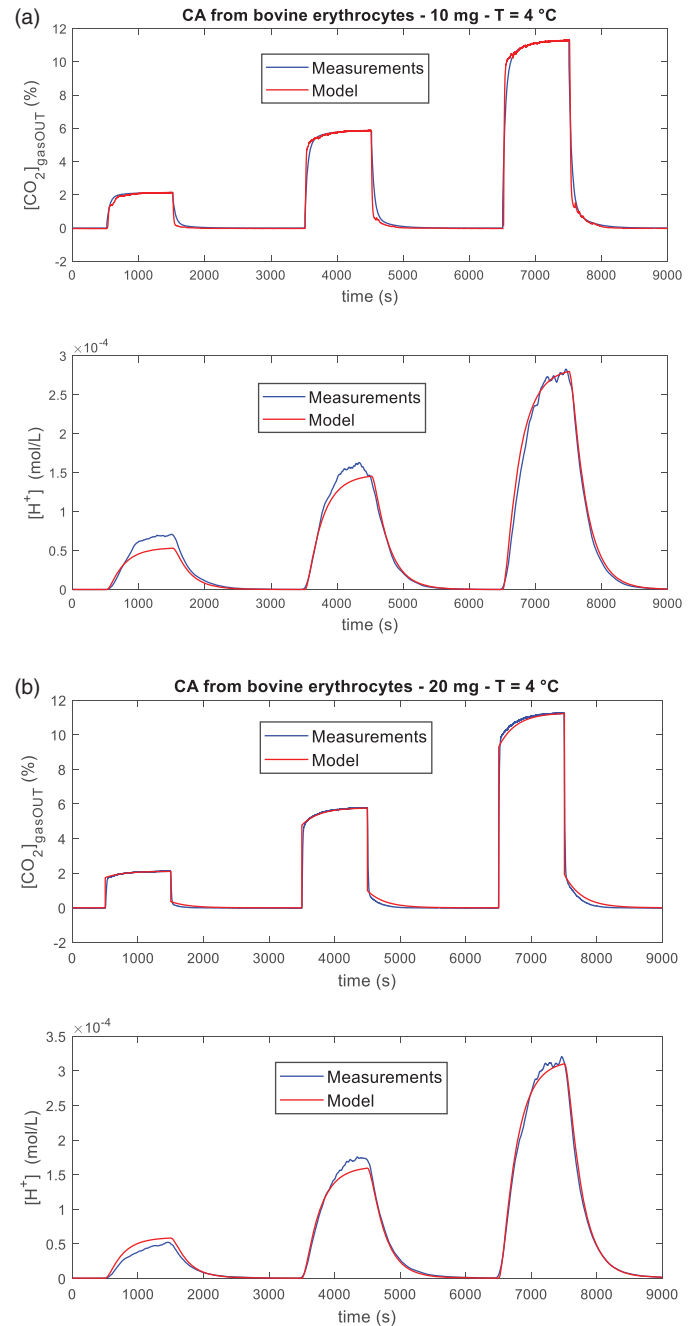 (a)
CA from bovine erythrocytes - 10 mg - T = 4 °C
[CO2]gasOUT (%)
12
10
8
6
4
2
0
-2
Measurements
Model
0 1000 2000 3000 4000 5000 6000 7000 8000 9000
time (s)
×10-4
[H+] (mol/L)
3
2.5
2
1.5
1
0.5
0
Measurements
Model
0 1000 2000 3000 4000 5000 6000 7000 8000 9000
time (s)
(b)
CA from bovine erythrocytes - 20 mg - T = 4 °C
[CO2]gasOUT (%)
12
10
8
6
4
2
0
-2
Measurements
Model
0 1000 2000 3000 4000 5000 6000 7000 8000 9000
time (s)
×10-4
[H+] (mol/L)
3.5
3
2.5
2
1.5
1
0.5
0
Measurements
Model
0 1000 2000 3000 4000 5000 6000 7000 8000 9000
time (s)